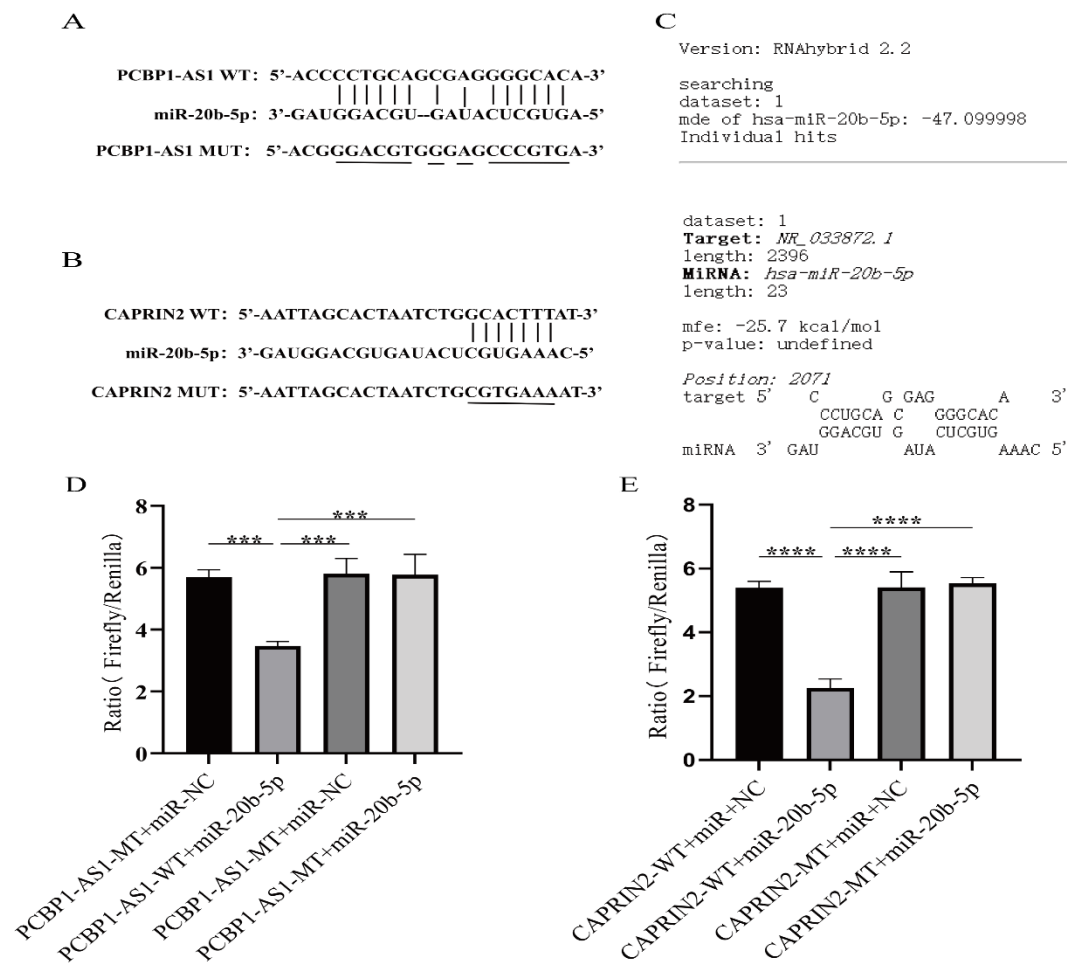 A
PCBP1-AS1 WT: 5'-ACCCCTGCAGCGAGGGGCACA-3'
miR-20b-5p: 3'-GAUGGACGU--GAUACUCGUGA-5'
PCBP1-AS1 MUT: 5'-ACGGGACGTGGGAGCCCGTGA-3'
B
CAPRIN2 WT: 5'-AATTAGCACTAATCTGGCACTTTAT-3'
miR-20b-5p: 3'-GAUGGACGUGAUACUCGUGAAAC-5'
CAPRIN2 MUT: 5'-AATTAGCACTAATCTGCGTGAAAAT-3'
C
Version: RNAhybrid 2.2
searching
dataset: 1
mde of hsa-miR-20b-5p: -47.099998
Individual hits
dataset: 1
Target: NR_033872.1
length: 2396
MiRNA: hsa-miR-20b-5p
length: 23
mfe: -25.7 kcal/mol
p-value: undefined
Position: 2071
target 5' C G GAG A 3'
CCUGCA C GGGCAC
GGACGU G CUCGUG
miRNA 3' GAU AUA AAAC 5'
D
Ratio( Firefly/Renilla)
8
6
4
2
0
***
*** ***
PCBP1-AS1-MT+miR-NC
PCBP1-AS1-WT+miR-20b-5p
PCBP1-AS1-MT+miR-NC
PCBP1-AS1-MT+miR-20b-5p
E
Ratio( Firefly/Renilla)
8
6
4
2
0
****
**** ****
CAPRIN2-WT+miR+NC
CAPRIN2-WT+miR-20b-5p
CAPRIN2-MT+miR+NC
CAPRIN2-MT+miR-20b-5p